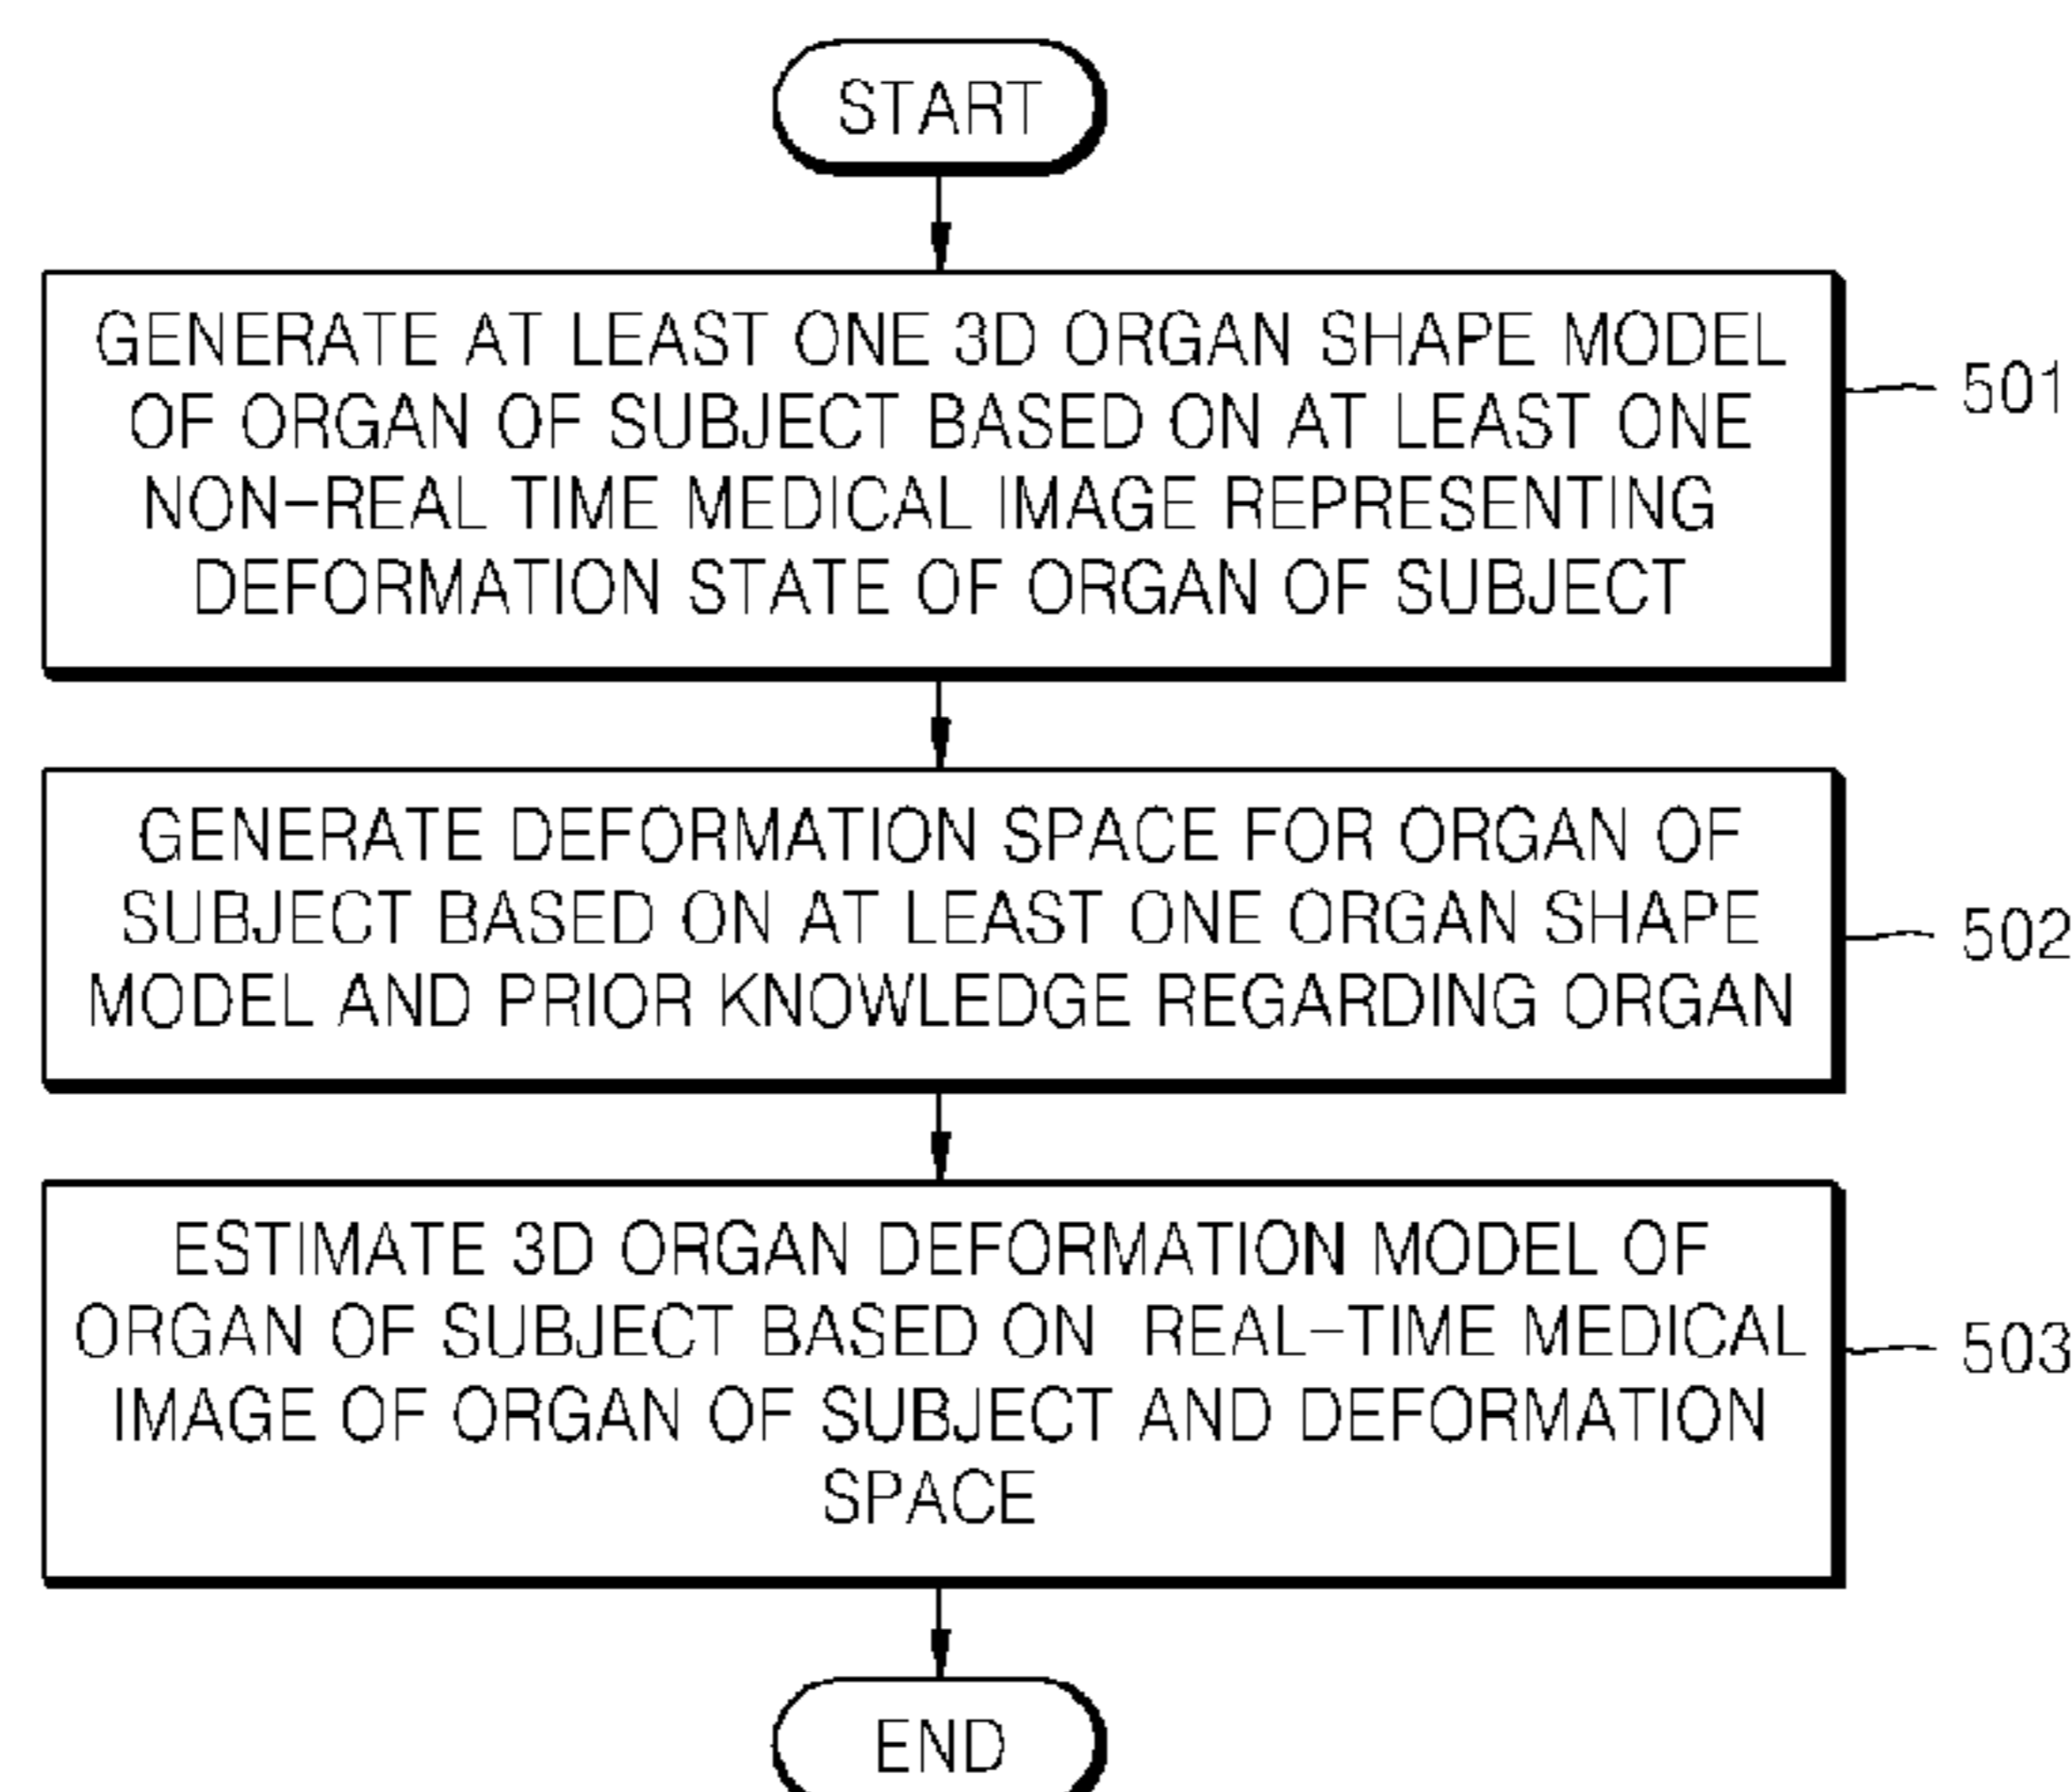 START
GENERATE AT LEAST ONE 3D ORGAN SHAPE MODEL
OF ORGAN OF SUBJECT BASED ON AT LEAST ONE
NON-REAL TIME MEDICAL IMAGE REPRESENTING
DEFORMATION STATE OF ORGAN OF SUBJECT
501
GENERATE DEFORMATION SPACE FOR ORGAN OF
SUBJECT BASED ON AT LEAST ONE ORGAN SHAPE
MODEL AND PRIOR KNOWLEDGE REGARDING ORGAN
502
ESTIMATE 3D ORGAN DEFORMATION MODEL OF
ORGAN OF SUBJECT BASED ON REAL-TIME MEDICAL
IMAGE OF ORGAN OF SUBJECT AND DEFORMATION
SPACE
503
END